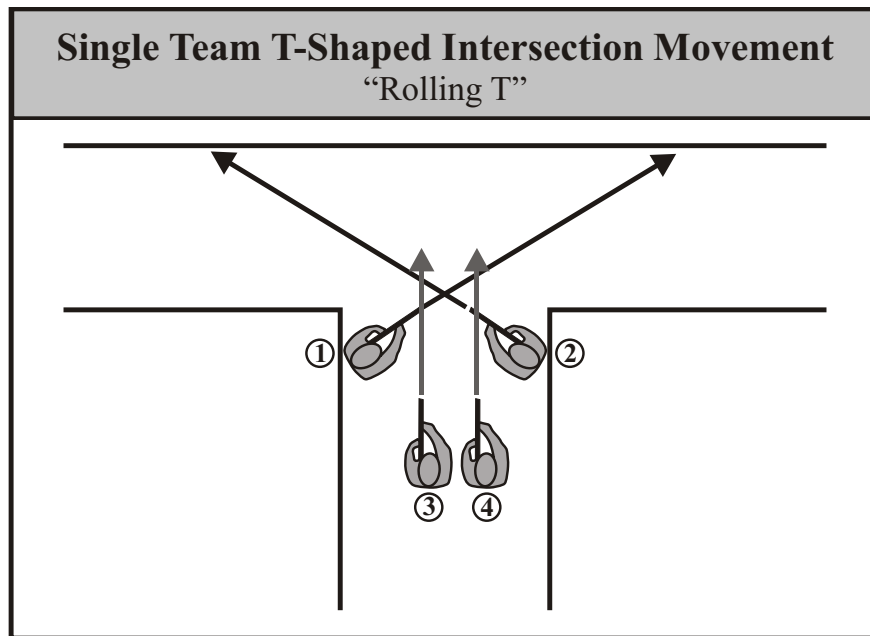 Single Team T-Shaped Intersection Movement
“Rolling T”
① ②
③ ④